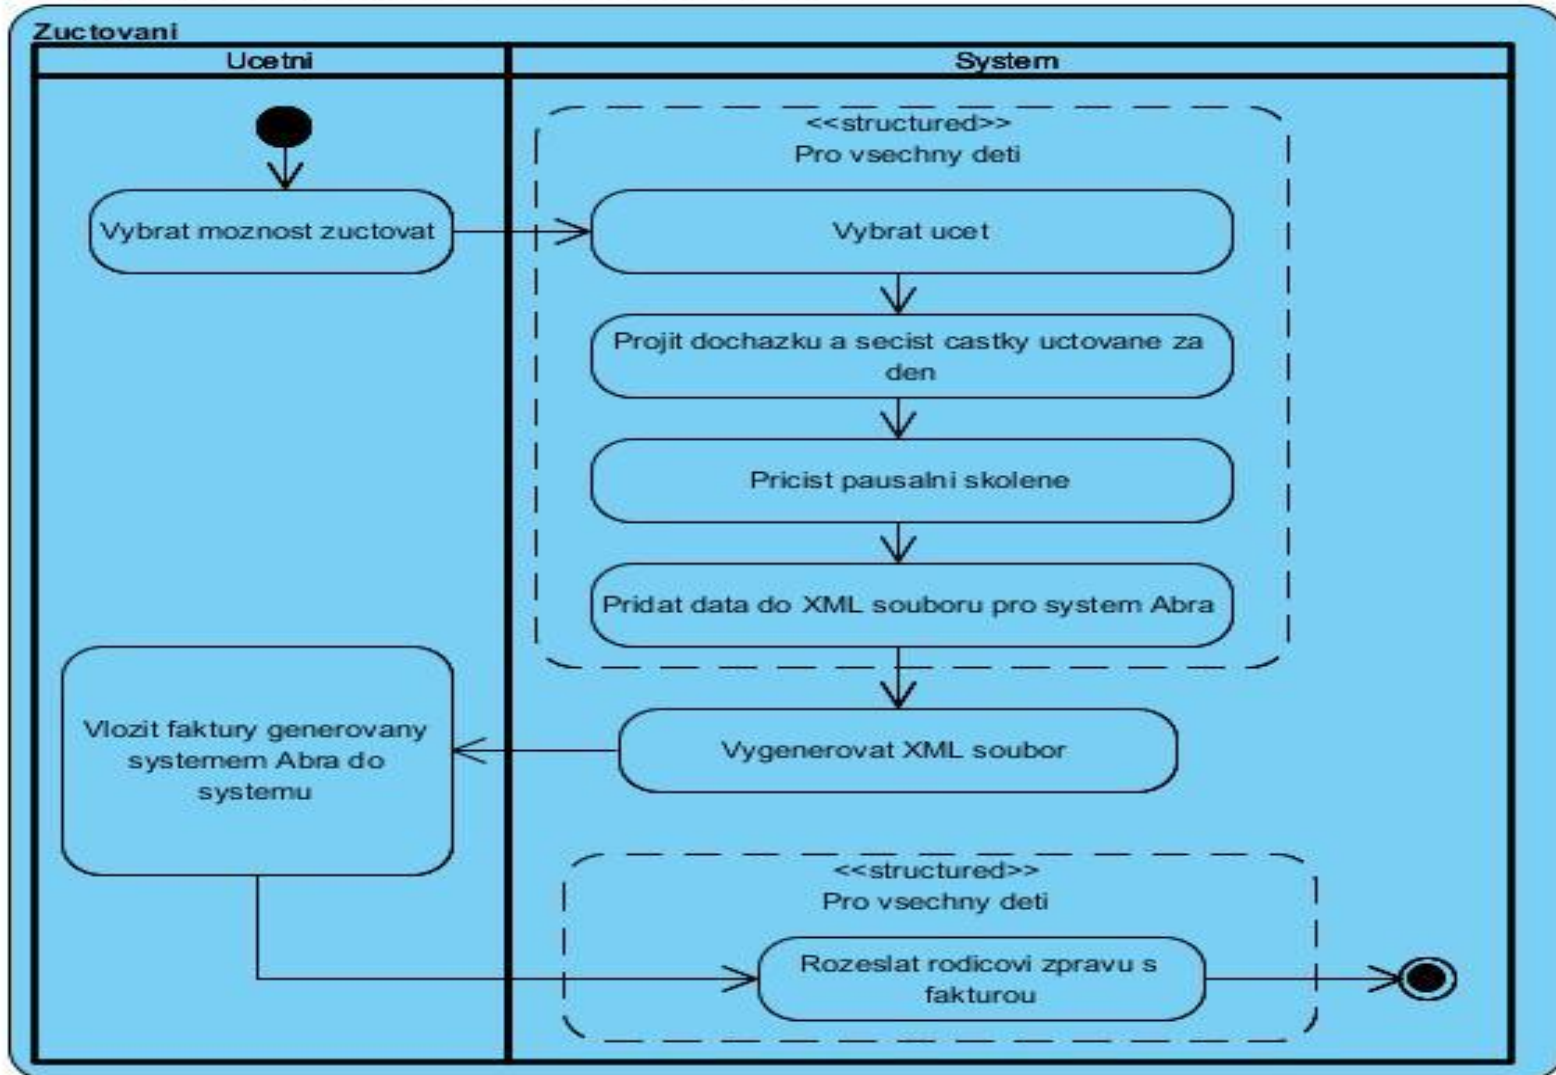 Zuctovani
Ucetni
System
<<structured>>
Pro vsechny deti
Vybrat moznost zuctovat
Vybrat ucet
Projit dochazku a secist castky uctovane za
den
Pricist pausalni skolene
Pridat data do XML souboru pro system Abra
Vygenerovat XML soubor
Vlozit faktury generovany
systemem Abra do
systemu
<<structured>>
Pro vsechny deti
Rozeslat rodicovi zpravu s
fakturou